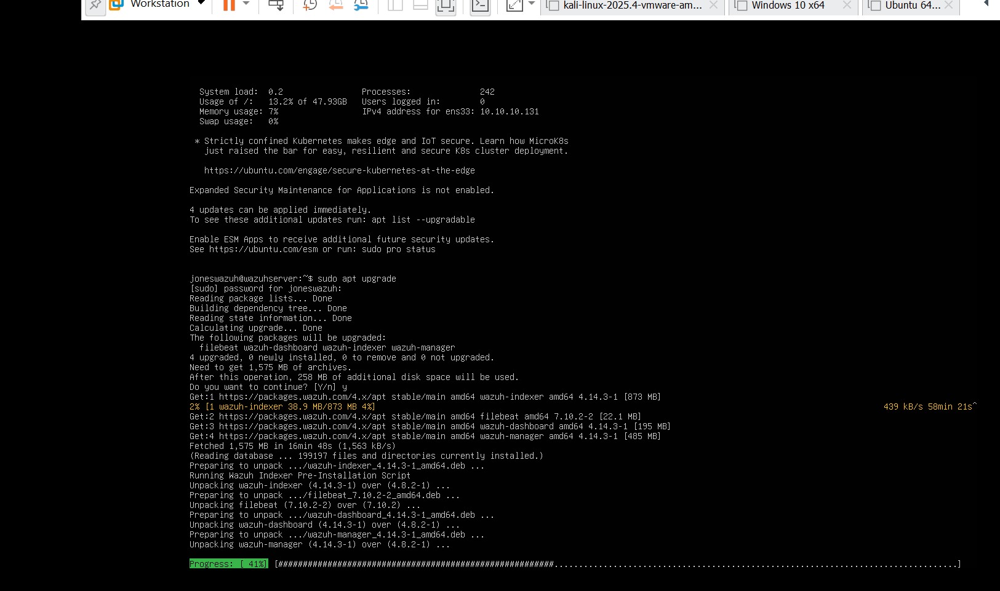 Workstation
kali-linux-2025.4-vmware-am...
Windows 10 x64
Ubuntu 64...
System load: 0.2 Processes: 242
Usage of /: 13.2% of 47.93GB Users logged in: 0
Memory usage: 7% IPv4 address for ens33: 10.10.10.131
Swap usage: 0%
* Strictly confined Kubernetes makes edge and IoT secure. Learn how MicroK8s
just raised the bar for easy, resilient and secure K8s cluster deployment.
https://ubuntu.com/engage/secure-kubernetes-at-the-edge
Expanded Security Maintenance for Applications is not enabled.
4 updates can be applied immediately.
To see these additional updates run: apt list --upgradable
Enable ESM Apps to receive additional future security updates.
See https://ubuntu.com/esm or run: sudo pro status
joneswazuh@wazuhserver:~$ sudo apt upgrade
[sudo] password for joneswazuh:
Reading package lists... Done
Building dependency tree... Done
Reading state information... Done
Calculating upgrade... Done
The following packages will be upgraded:
filebeat wazuh-dashboard wazuh-indexer wazuh-manager
4 upgraded, 0 newly installed, 0 to remove and 0 not upgraded.
Need to get 1,575 MB of archives.
After this operation, 258 MB of additional disk space will be used.
Do you want to continue? [Y/n] y
Get:1 https://packages.wazuh.com/4.x/apt stable/main amd64 wazuh-indexer amd64 4.14.3-1 [873 MB]
2% [1 wazuh-indexer 38.9 MB/873 MB 4%] 439 kB/s 58min 21s^
Get:2 https://packages.wazuh.com/4.x/apt stable/main amd64 filebeat amd64 7.10.2-2 [22.1 MB]
Get:3 https://packages.wazuh.com/4.x/apt stable/main amd64 wazuh-dashboard amd64 4.14.3-1 [195 MB]
Get:4 https://packages.wazuh.com/4.x/apt stable/main amd64 wazuh-manager amd64 4.14.3-1 [485 MB]
Fetched 1,575 MB in 16min 48s (1,563 kB/s)
(Reading database ... 199197 files and directories currently installed.)
Preparing to unpack .../wazuh-indexer_4.14.3-1_amd64.deb ...
Running Wazuh Indexer Pre-Installation Script
Unpacking wazuh-indexer (4.14.3-1) over (4.8.2-1) ...
Preparing to unpack .../filebeat_7.10.2-2_amd64.deb ...
Unpacking filebeat (7.10.2-2) over (7.10.2) ...
Preparing to unpack .../wazuh-dashboard_4.14.3-1_amd64.deb ...
Unpacking wazuh-dashboard (4.14.3-1) over (4.8.2-1) ...
Preparing to unpack .../wazuh-manager_4.14.3-1_amd64.deb ...
Unpacking wazuh-manager (4.14.3-1) over (4.8.2-1) ...
Progress: [ 41%] [########################################################..................................................................................]